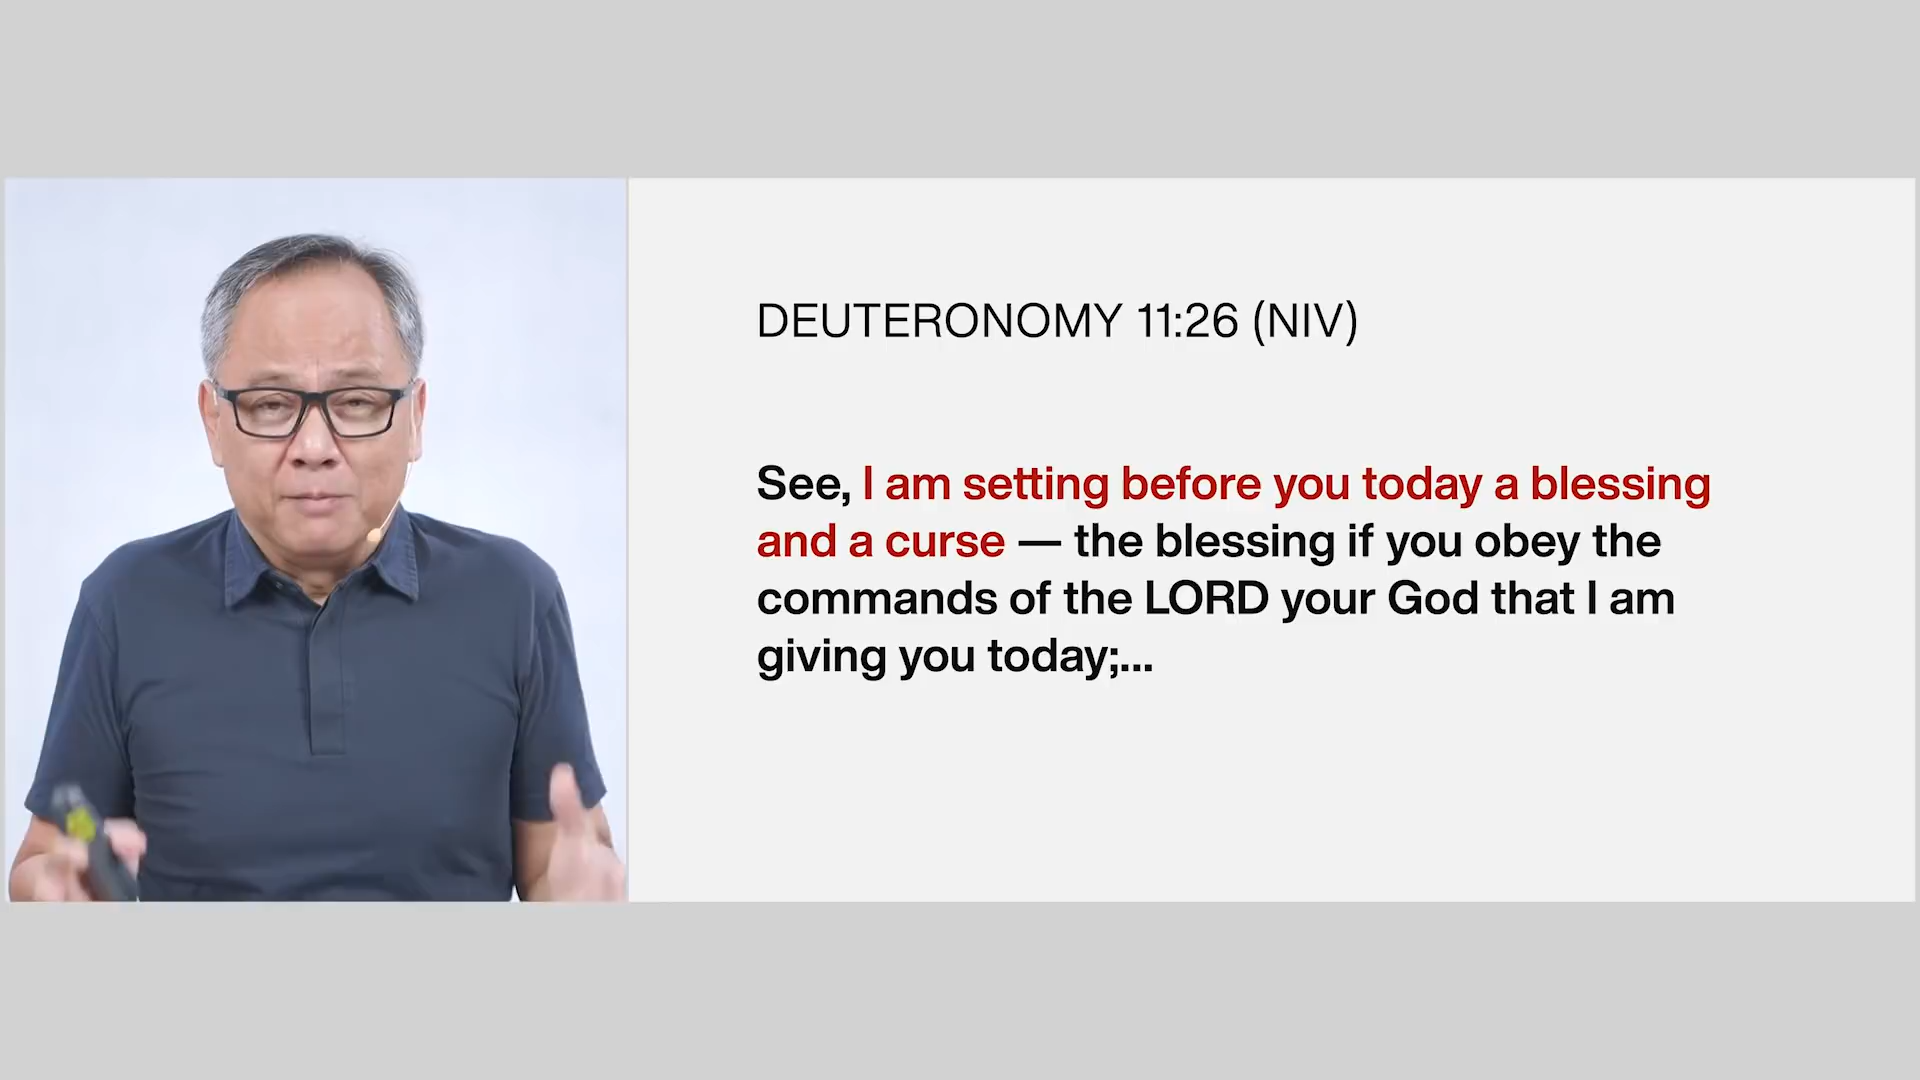 DEUTERONOMY 11:26 (NIV)
See, I am setting before you today a blessing
and a curse — the blessing if you obey the
commands of the LORD your God that I am
giving you today;...